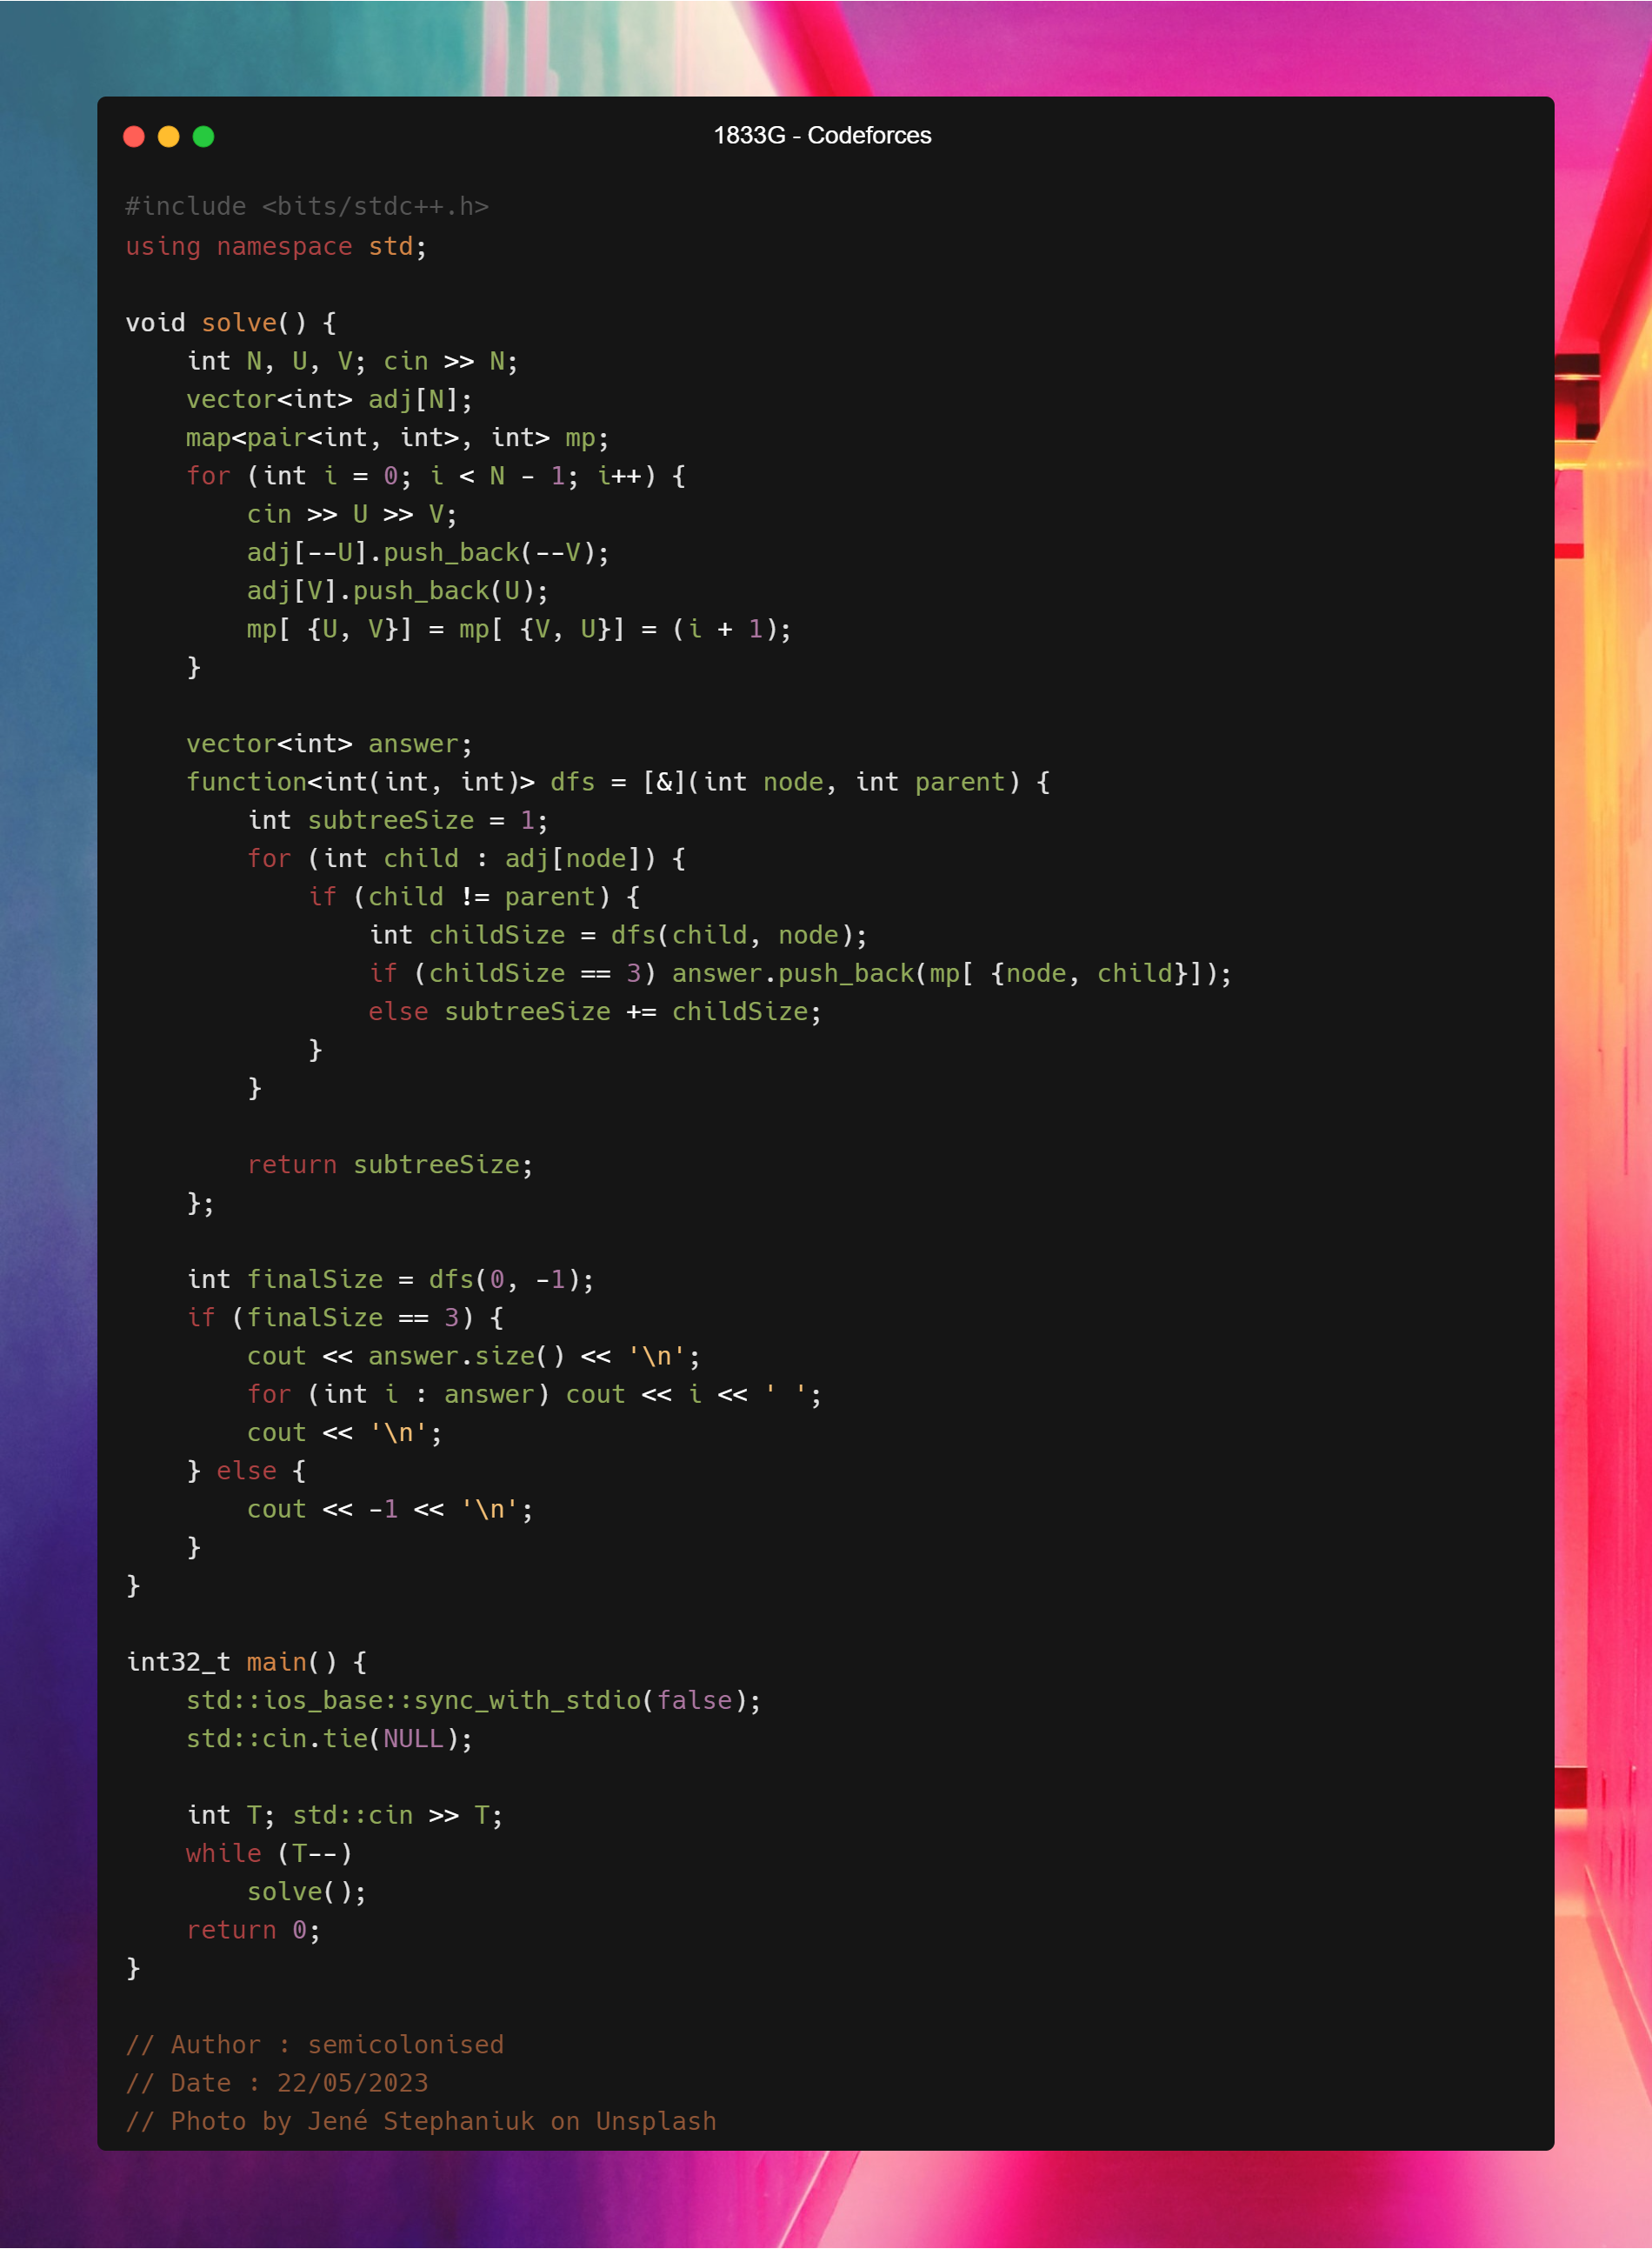 1833G - Codeforces
#include <bits/stdc++.h>
using namespace std;
void solve() {
    int N, U, V; cin >> N;
    vector<int> adj[N];
    map<pair<int, int>, int> mp;
    for (int i = 0; i < N - 1; i++) {
        cin >> U >> V;
        adj[--U].push_back(--V);
        adj[V].push_back(U);
        mp[ {U, V}] = mp[ {V, U}] = (i + 1);
    }
    vector<int> answer;
    function<int(int, int)> dfs = [&](int node, int parent) {
        int subtreeSize = 1;
        for (int child : adj[node]) {
            if (child != parent) {
                int childSize = dfs(child, node);
                if (childSize == 3) answer.push_back(mp[ {node, child}]);
                else subtreeSize += childSize;
            }
        }
        return subtreeSize;
    };
    int finalSize = dfs(0, -1);
    if (finalSize == 3) {
        cout << answer.size() << '\n';
        for (int i : answer) cout << i << ' ';
        cout << '\n';
    } else {
        cout << -1 << '\n';
    }
}
int32_t main() {
    std::ios_base::sync_with_stdio(false);
    std::cin.tie(NULL);
    int T; std::cin >> T;
    while (T--)
        solve();
    return 0;
}
// Author : semicolonised
// Date : 22/05/2023
// Photo by Jené Stephaniuk on Unsplash